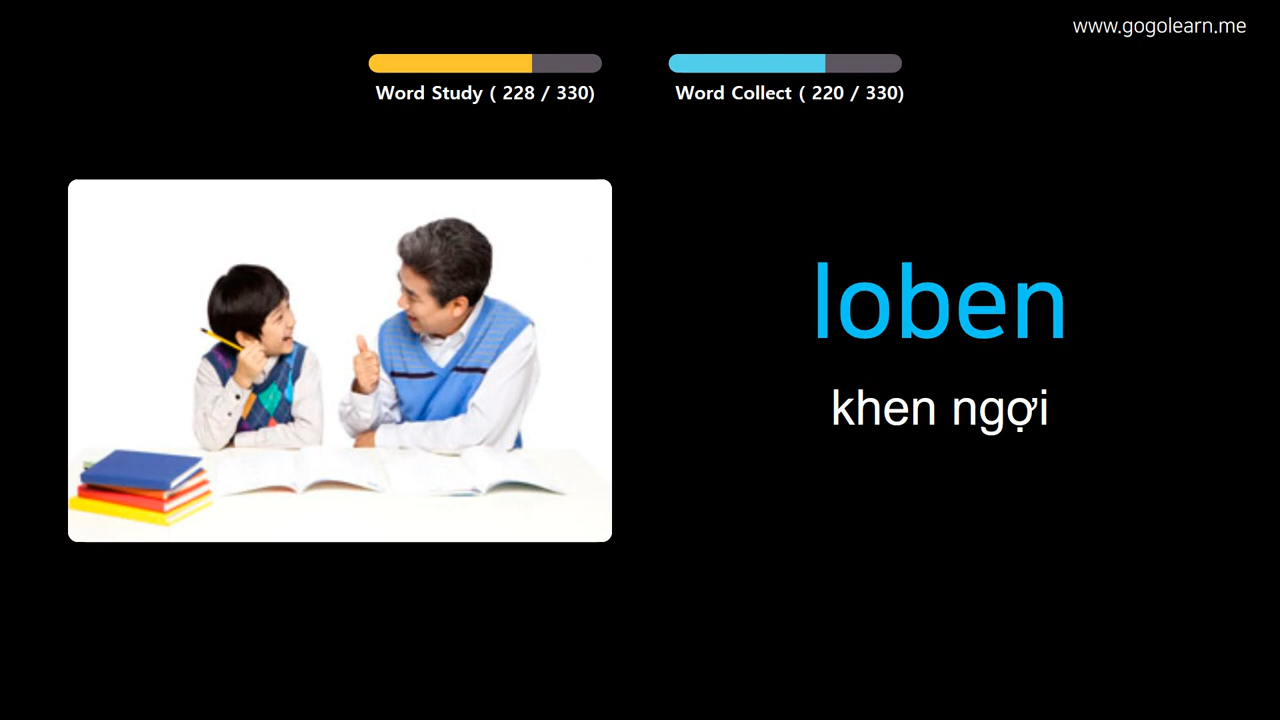 www.gogolearn.me
Word Study ( 228 / 330)
Word Collect ( 220 / 330)
loben
khen ngợi